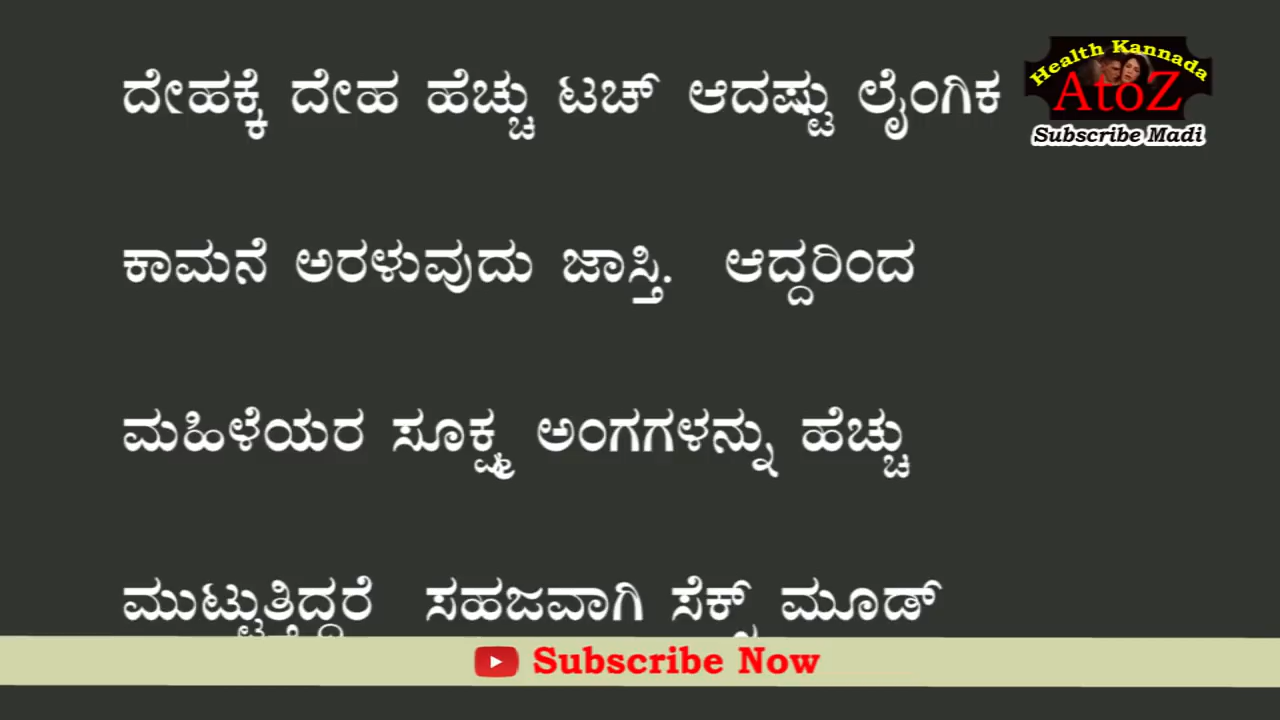 ದೇಹಕ್ಕೆ ದೇಹ ಹೆಚ್ಚು ಟಚ್ ಆದಷ್ಟು ಲೈಂಗಿಕ
Health Kannada
AtoZ
Subscribe Madi
ಕಾಮನೆ ಅರಳುವುದು ಜಾಸ್ತಿ. ಆದ್ದರಿಂದ
ಮಹಿಳೆಯರ ಸೂಕ್ಷ್ಮ ಅಂಗಗಳನ್ನು ಹೆಚ್ಚು
ಮುಟ್ಟುತ್ತಿದ್ದರೆ ಸಹಜವಾಗಿ ಸೆಕ್ಸ್ ಮೂಡ್
Subscribe Now